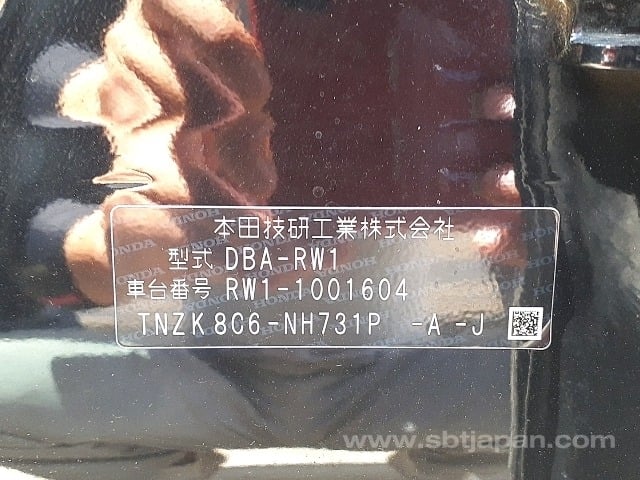 本田技研工業株式会社
型式 DBA-RW1
車台番号 RW1-1001604
TNZK 8C6-NH731P -A -J
www.sbtjapan.com